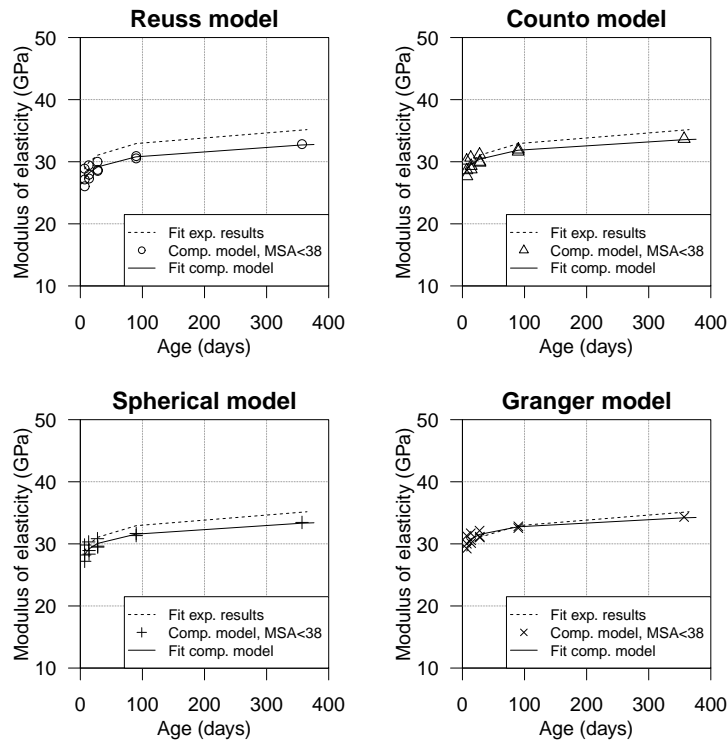 Reuss model
Modulus of elasticity (GPa)
50
40
30
20
10
Fit exp. results
Comp. model, MSA<38
Fit comp. model
0 100 200 300 400
Age (days)
Counto model
Modulus of elasticity (GPa)
50
40
30
20
10
Fit exp. results
Comp. model, MSA<38
Fit comp. model
0 100 200 300 400
Age (days)
Spherical model
Modulus of elasticity (GPa)
50
40
30
20
10
Fit exp. results
Comp. model, MSA<38
Fit comp. model
0 100 200 300 400
Age (days)
Granger model
Modulus of elasticity (GPa)
50
40
30
20
10
Fit exp. results
Comp. model, MSA<38
Fit comp. model
0 100 200 300 400
Age (days)